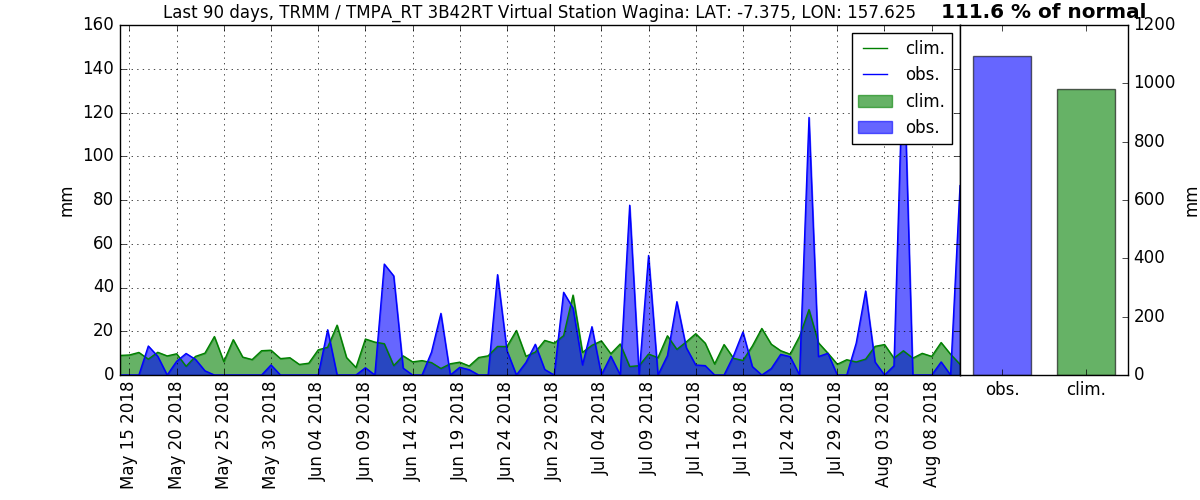 Last 90 days, TRMM / TMPA_RT 3B42RT Virtual Station Wagina: LAT: -7.375, LON: 157.625
111.6 % of normal
160
140
120
100
80
60
40
20
0
mm
clim.
obs.
clim.
obs.
1200
1000
800
600
400
200
0
mm
obs.
clim.
May 15 2018
May 20 2018
May 25 2018
May 30 2018
Jun 04 2018
Jun 09 2018
Jun 14 2018
Jun 19 2018
Jun 24 2018
Jun 29 2018
Jul 04 2018
Jul 09 2018
Jul 14 2018
Jul 19 2018
Jul 24 2018
Jul 29 2018
Aug 03 2018
Aug 08 2018